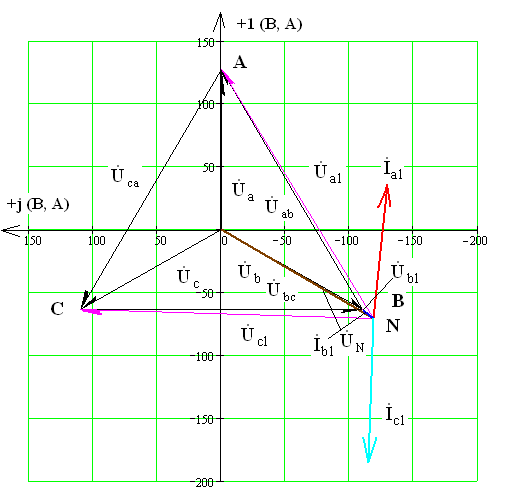 +1 (B, A)
150
A
100
U̇ca
50
U̇a
U̇a1
İa1
U̇ab
+j (B, A)
150 100 50 0 −50 −100 −150 −200
U̇c
U̇b
U̇b1
−50
U̇bc
B
C
N
U̇c1
İb1
U̇N
−100
İc1
−150
−200